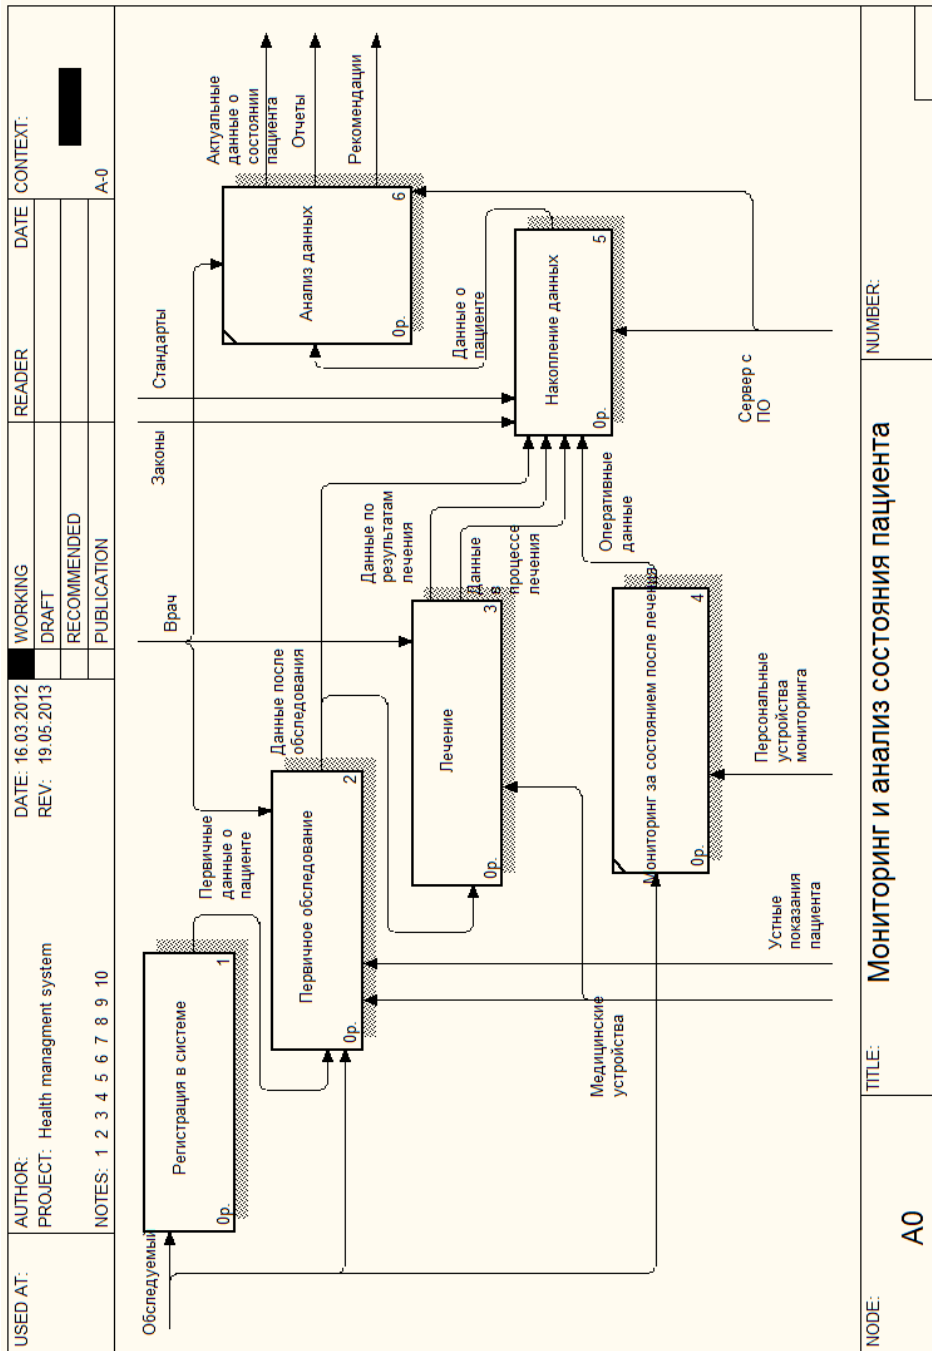 USED AT:
AUTHOR:
PROJECT: Health managment system
NOTES: 1 2 3 4 5 6 7 8 9 10
DATE: 16.03.2012
REV: 19.05.2013
WORKING
DRAFT
RECOMMENDED
PUBLICATION
READER
DATE
CONTEXT:
A-0
Обследуемый
Регистрация в системе
0р.
1
Первичные
данные о
пациенте
Первичное обследование
0р.
2
Данные после
обследования
Врач
Лечение
0р.
3
Данные по
результатам
лечения
Данные
в
процессе
лечения
Мониторинг за состоянием после лечения
0р.
4
Оперативные
данные
Законы
Стандарты
Накопление данных
0р.
5
Данные о
пациенте
Анализ данных
0р.
6
Актуальные
данные о
состоянии
пациента
Отчеты
Рекомендации
Медицинские
устройства
Устные
показания
пациента
Персональные
устройства
мониторинга
Сервер с
ПО
NODE:
A0
TITLE:
Мониторинг и анализ состояния пациента
NUMBER: